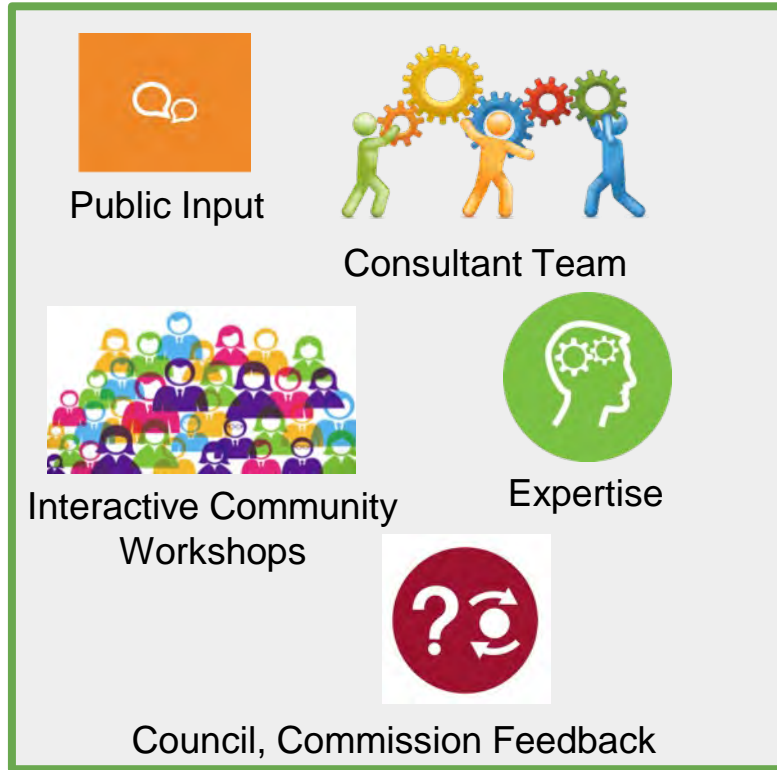 Public Input
Consultant Team
Interactive Community
Workshops
Expertise
?
Council, Commission Feedback